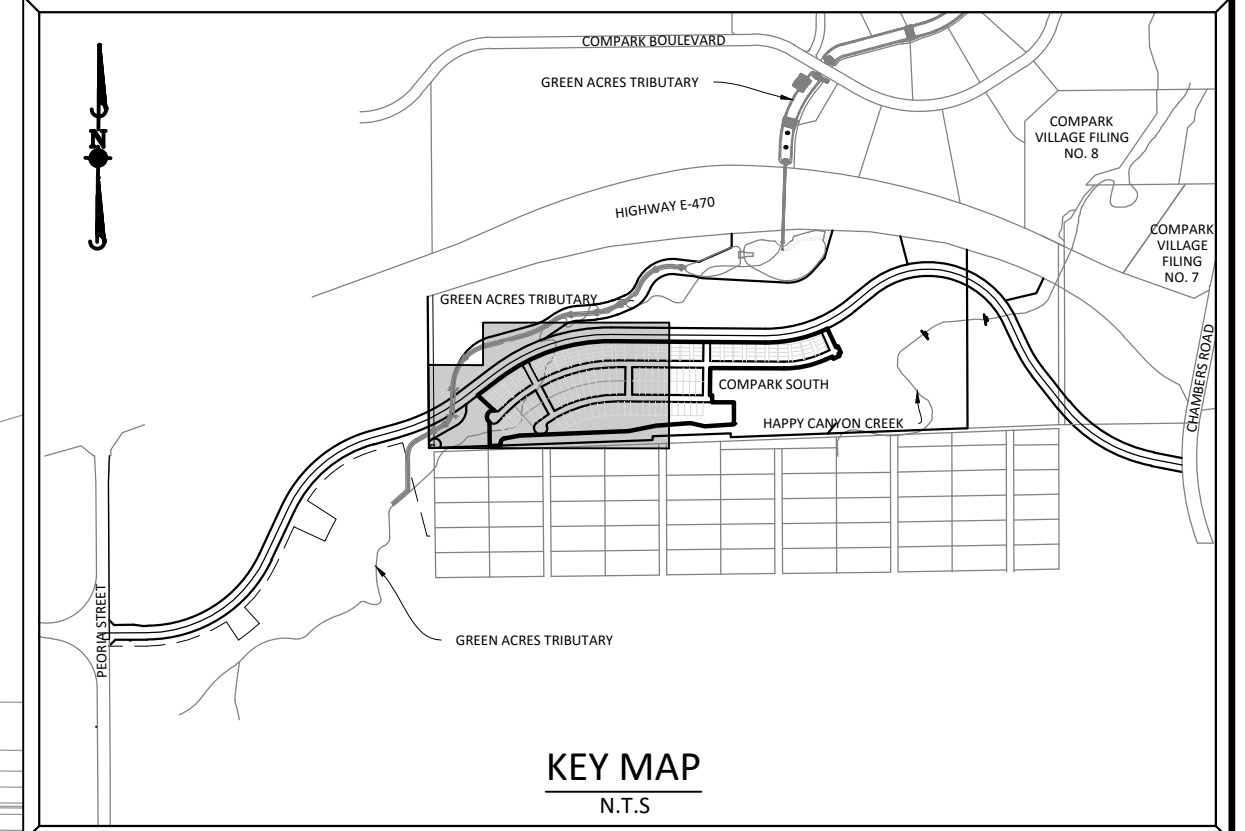 COMPARK BOULEVARD
GREEN ACRES TRIBUTARY
N
COMPARK
VILLAGE FILING
NO. 8
HIGHWAY E-470
COMPARK
VILLAGE
FILING
NO. 7
GREEN ACRES TRIBUTARY
CHAMBERS ROAD
COMPARK SOUTH
HAPPY CANYON CREEK
PEORIA STREET
GREEN ACRES TRIBUTARY
KEY MAP
N.T.S